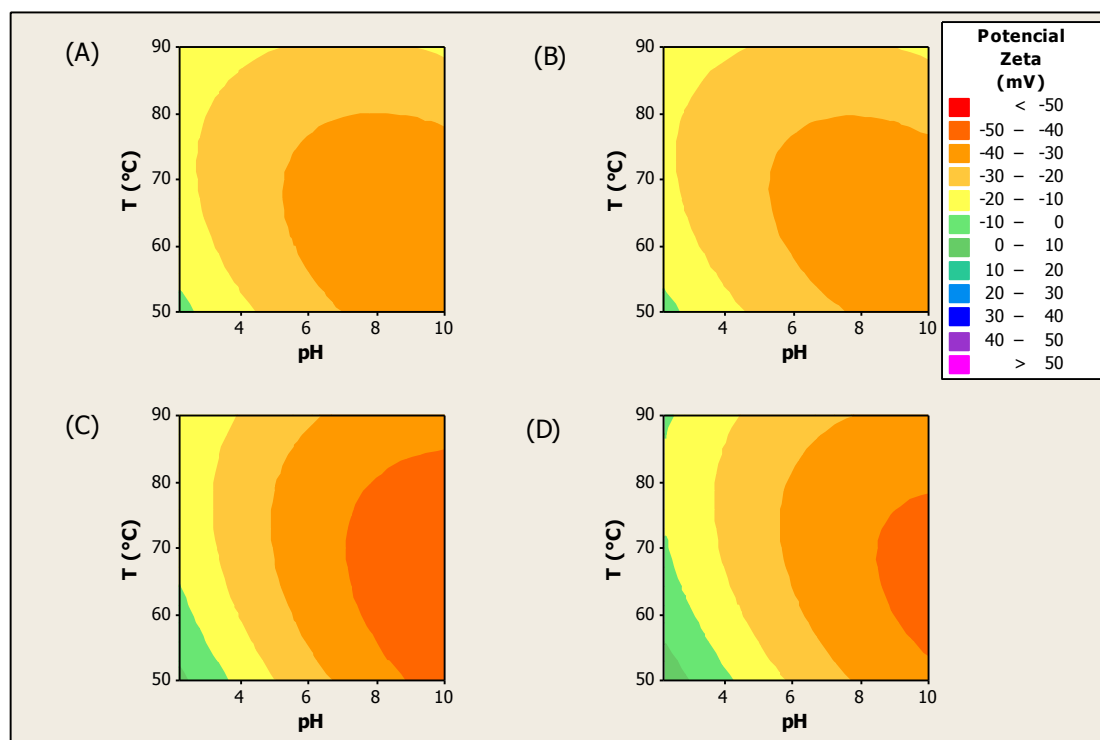 (A)
90
80
70
60
50
T (°C)
4 6 8 10
pH
(B)
90
80
70
60
50
T (°C)
4 6 8 10
pH
Potencial
Zeta
(mV)
< -50
-50 – -40
-40 – -30
-30 – -20
-20 – -10
-10 – 0
0 – 10
10 – 20
20 – 30
30 – 40
40 – 50
> 50
(C)
90
80
70
60
50
T (°C)
4 6 8 10
pH
(D)
90
80
70
60
50
T (°C)
4 6 8 10
pH